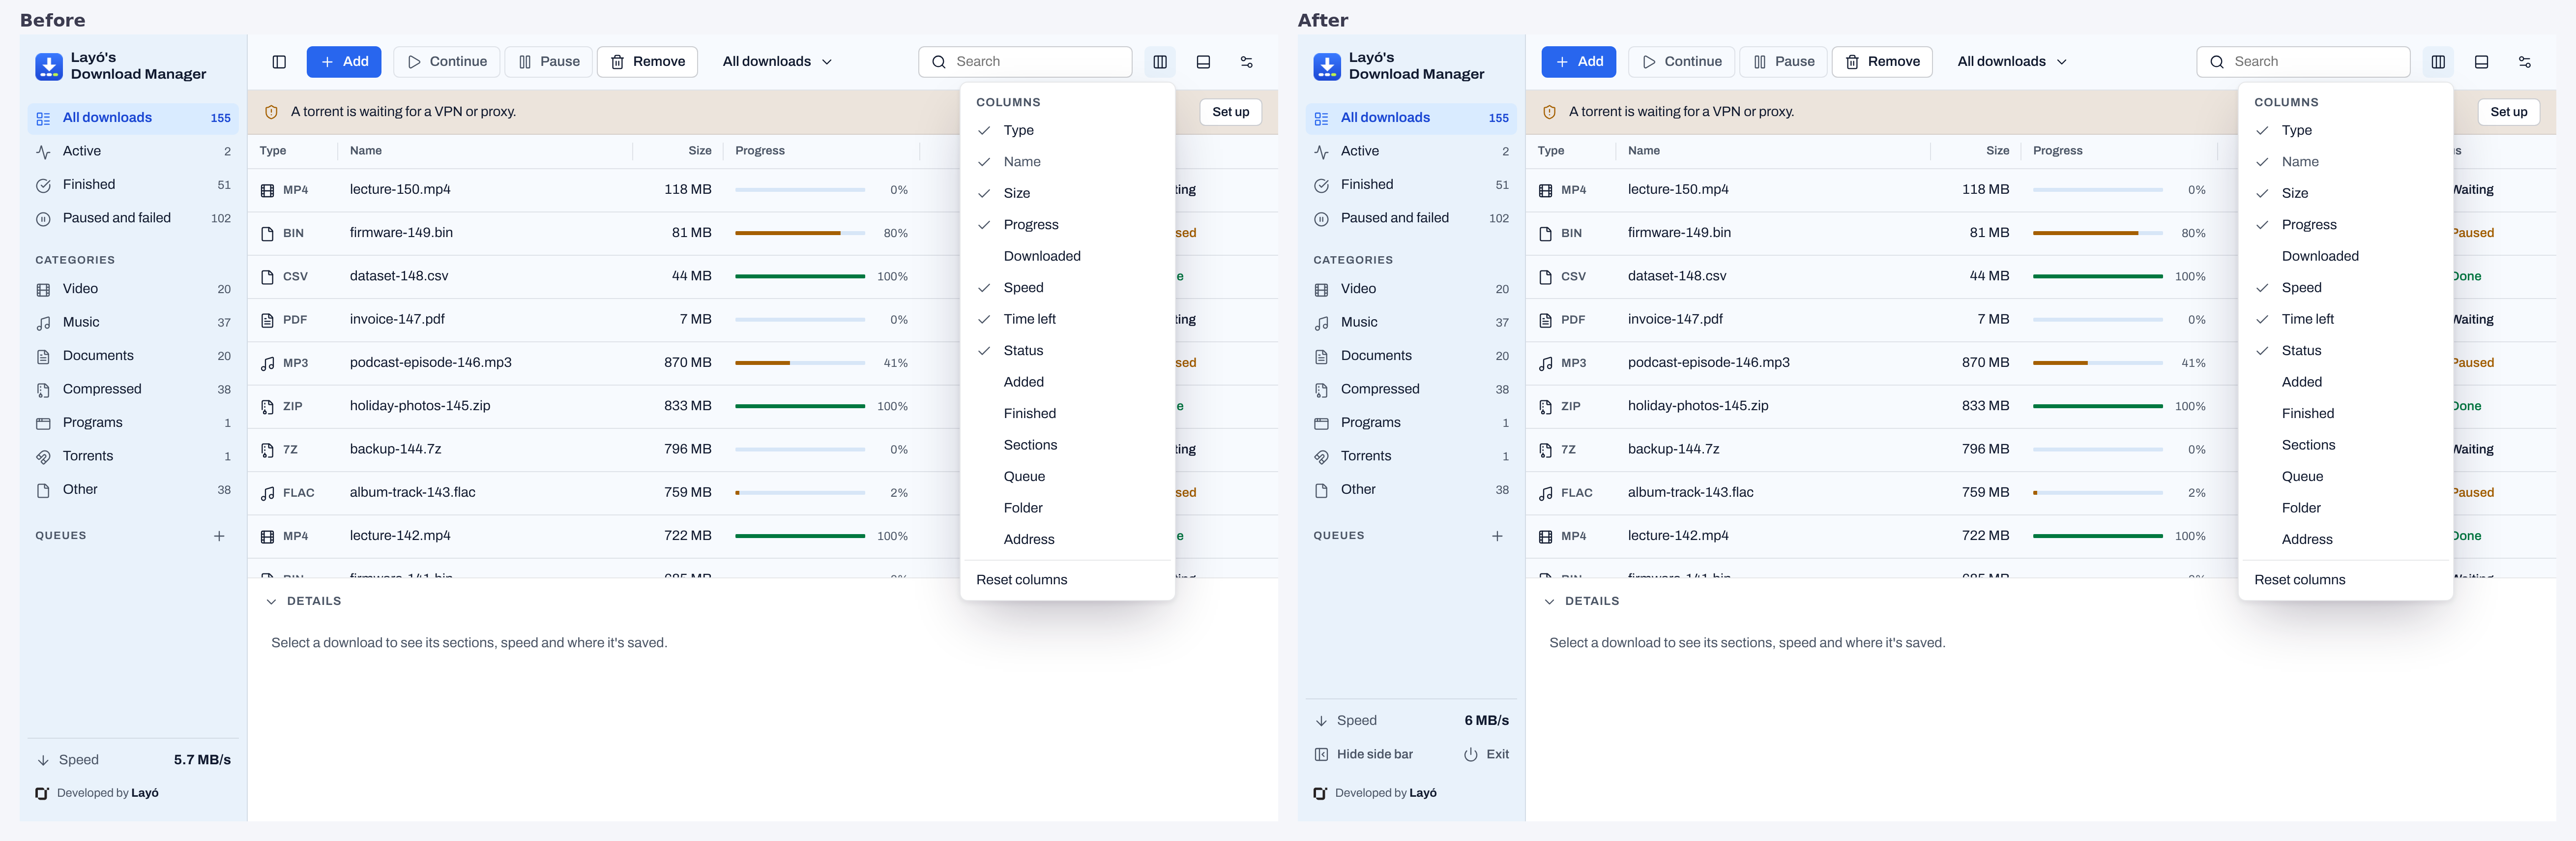 Before
Layó's
Download Manager
Add
Continue
Pause
Remove
All downloads
Search
All downloads 155
Active 2
Finished 51
Paused and failed 102
CATEGORIES
Video 20
Music 37
Documents 20
Compressed 38
Programs 1
Torrents 1
Other 38
QUEUES
Speed 5.7 MB/s
Developed by Layó
A torrent is waiting for a VPN or proxy.
Set up
Type Name Size Progress
MP4 lecture-150.mp4 118 MB 0%
BIN firmware-149.bin 81 MB 80%
CSV dataset-148.csv 44 MB 100%
PDF invoice-147.pdf 7 MB 0%
MP3 podcast-episode-146.mp3 870 MB 41%
ZIP holiday-photos-145.zip 833 MB 100%
7Z backup-144.7z 796 MB 0%
FLAC album-track-143.flac 759 MB 2%
MP4 lecture-142.mp4 722 MB 100%
COLUMNS
Type
Name
Size
Progress
Downloaded
Speed
Time left
Status
Added
Finished
Sections
Queue
Folder
Address
Reset columns
DETAILS
Select a download to see its sections, speed and where it's saved.
After
Layó's
Download Manager
Add
Continue
Pause
Remove
All downloads
Search
All downloads 155
Active 2
Finished 51
Paused and failed 102
CATEGORIES
Video 20
Music 37
Documents 20
Compressed 38
Programs 1
Torrents 1
Other 38
QUEUES
Speed 6 MB/s
Hide side bar
Exit
Developed by Layó
A torrent is waiting for a VPN or proxy.
Set up
Type Name Size Progress
MP4 lecture-150.mp4 118 MB 0% Waiting
BIN firmware-149.bin 81 MB 80% Paused
CSV dataset-148.csv 44 MB 100% Done
PDF invoice-147.pdf 7 MB 0% Waiting
MP3 podcast-episode-146.mp3 870 MB 41% Paused
ZIP holiday-photos-145.zip 833 MB 100% Done
7Z backup-144.7z 796 MB 0% Waiting
FLAC album-track-143.flac 759 MB 2% Paused
MP4 lecture-142.mp4 722 MB 100% Done
COLUMNS
Type
Name
Size
Progress
Downloaded
Speed
Time left
Status
Added
Finished
Sections
Queue
Folder
Address
Reset columns
DETAILS
Select a download to see its sections, speed and where it's saved.